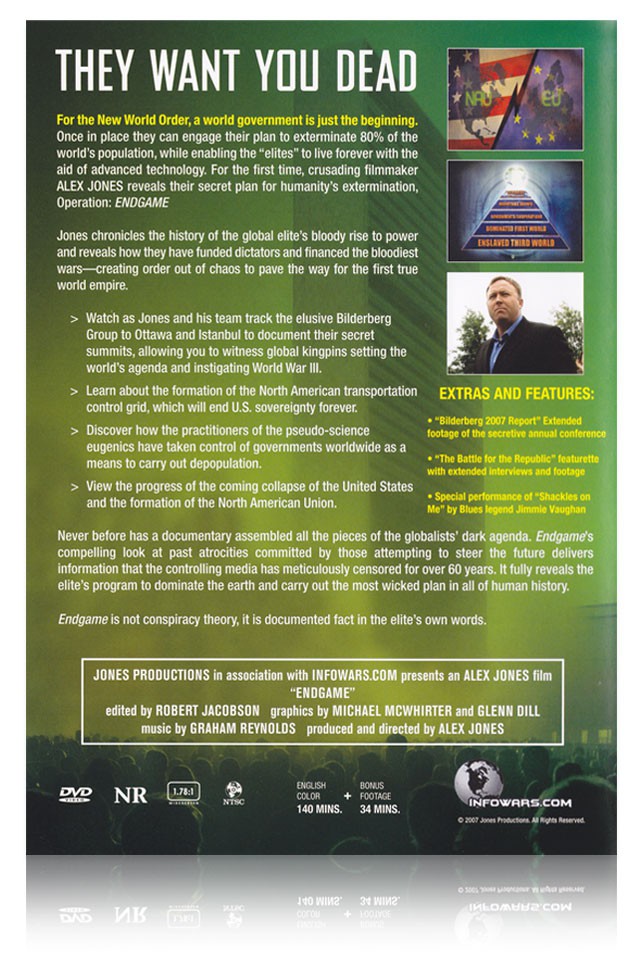 THEY WANT YOU DEAD
For the New World Order, a world government is just the beginning.
Once in place they can engage their plan to exterminate 80% of the
world's population, while enabling the “elites” to live forever with the
aid of advanced technology. For the first time, crusading filmmaker
ALEX JONES reveals their secret plan for humanity's extermination,
Operation: ENDGAME
Jones chronicles the history of the global elite's bloody rise to power
and reveals how they have funded dictators and financed the bloodiest
wars—creating order out of chaos to pave the way for the first true
world empire.
> Watch as Jones and his team track the elusive Bilderberg
Group to Ottawa and Istanbul to document their secret
summits, allowing you to witness global kingpins setting the
world's agenda and instigating World War III.
> Learn about the formation of the North American transportation
control grid, which will end U.S. sovereignty forever.
> Discover how the practitioners of the pseudo-science
eugenics have taken control of governments worldwide as a
means to carry out depopulation.
> View the progress of the coming collapse of the United States
and the formation of the North American Union.
NAU EU
DOMINATED FIRST WORLD
ENSLAVED THIRD WORLD
EXTRAS AND FEATURES:
• “Bilderberg 2007 Report” Extended
footage of the secretive annual conference
• “The Battle for the Republic” featurette
with extended interviews and footage
• Special performance of “Shackles on
Me” by Blues legend Jimmie Vaughan
Never before has a documentary assembled all the pieces of the globalists' dark agenda. Endgame's
compelling look at past atrocities committed by those attempting to steer the future delivers
information that the controlling media has meticulously censored for over 60 years. It fully reveals the
elite's program to dominate the earth and carry out the most wicked plan in all of human history.
Endgame is not conspiracy theory, it is documented fact in the elite's own words.
JONES PRODUCTIONS in association with INFOWARS.COM presents an ALEX JONES film
“ENDGAME”
edited by ROBERT JACOBSON graphics by MICHAEL MCWHIRTER and GLENN DILL
music by GRAHAM REYNOLDS produced and directed by ALEX JONES
DVD
VIDEO
NR
1.78:1
WIDESCREEN
NTSC
ENGLISH
COLOR
140 MINS.
+
BONUS
FOOTAGE
34 MINS.
INFOWARS.COM
© 2007 Jones Productions. All Rights Reserved.